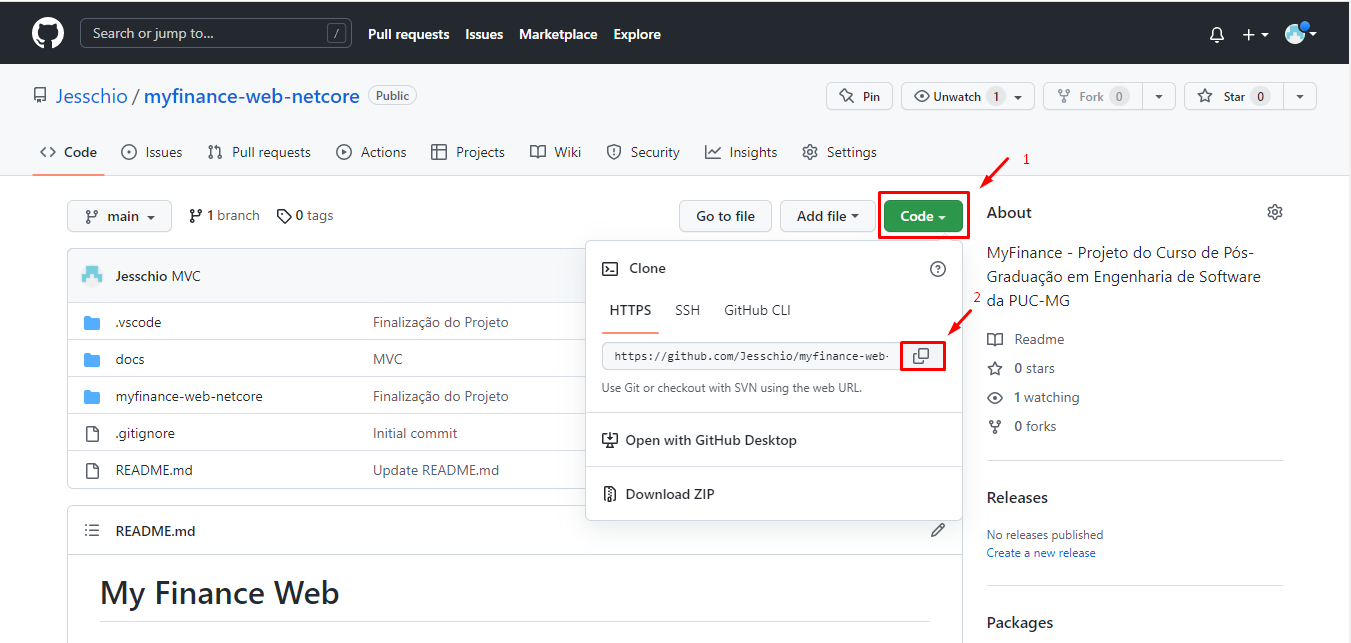 Search or jump to... /
Pull requests Issues Marketplace Explore
Jesschio / myfinance-web-netcore Public
Pin Unwatch 1 Fork 0 Star 0
Code Issues Pull requests Actions Projects Wiki Security Insights Settings
1
main 1 branch 0 tags Go to file Add file Code
Jesschio MVC
.vscode Finalização do Projeto
docs MVC
myfinance-web-netcore Finalização do Projeto
.gitignore Initial commit
README.md Update README.md
Clone
HTTPS SSH GitHub CLI
2
https://github.com/Jesschio/myfinance-web-
Use Git or checkout with SVN using the web URL.
Open with GitHub Desktop
Download ZIP
README.md
My Finance Web
About
MyFinance - Projeto do Curso de Pós-
Graduação em Engenharia de Software
da PUC-MG
Readme
0 stars
1 watching
0 forks
Releases
No releases published
Create a new release
Packages